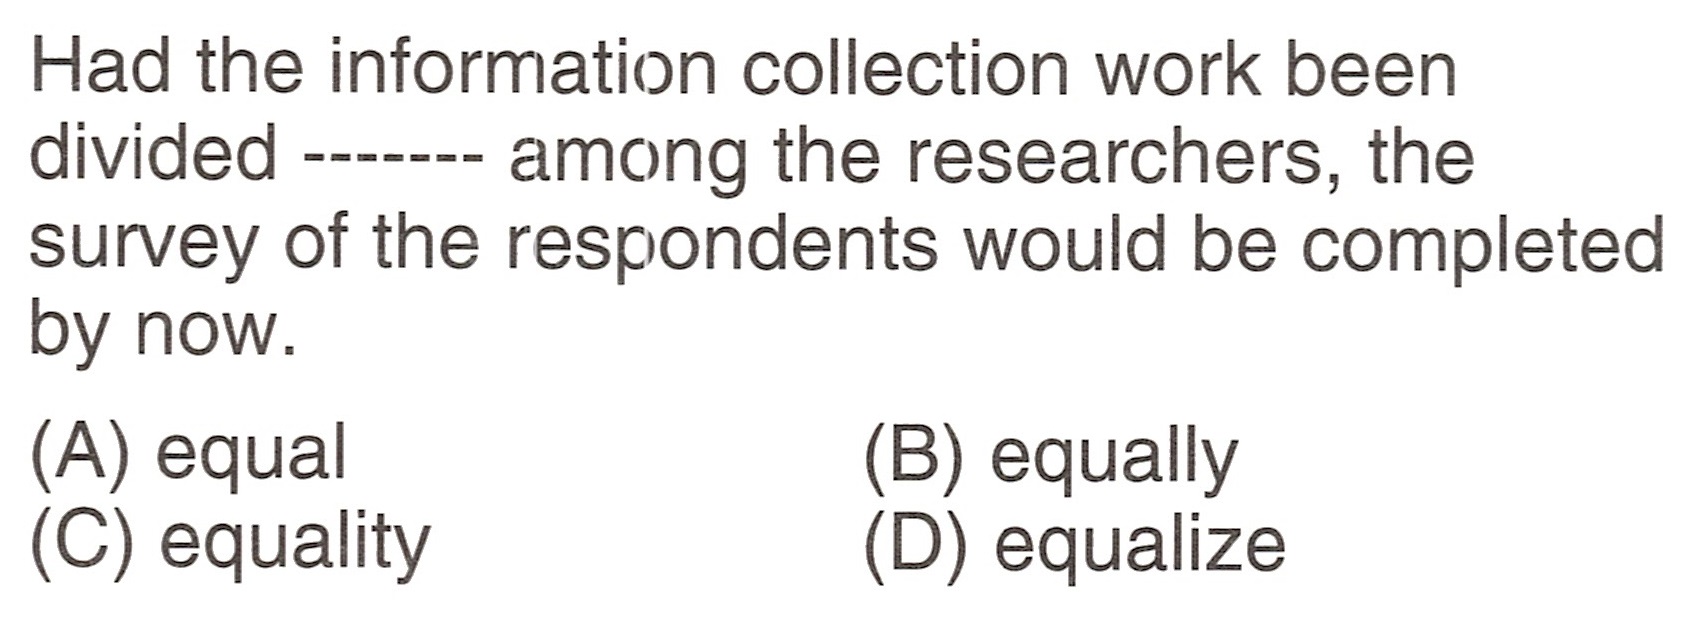 Had the information collection work been
divided ------- among the researchers, the
survey of the respondents would be completed
by now.
(A) equal (B) equally
(C) equality (D) equalize